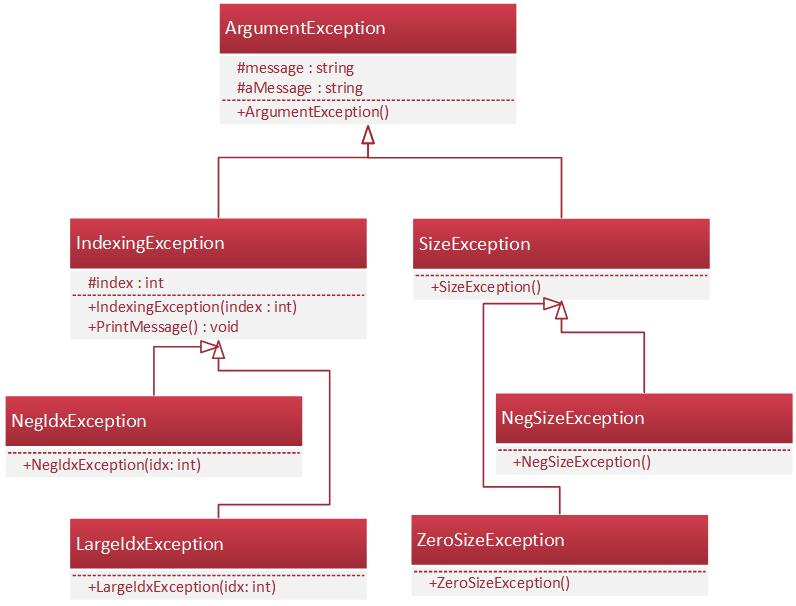 ArgumentException
#message : string
#aMessage : string
+ArgumentException()
IndexingException
#index : int
+IndexingException(index : int)
+PrintMessage() : void
SizeException
+SizeException()
NegIdxException
+NegIdxException(idx: int)
NegSizeException
+NegSizeException()
LargeIdxException
+LargeIdxException(idx: int)
ZeroSizeException
+ZeroSizeException()